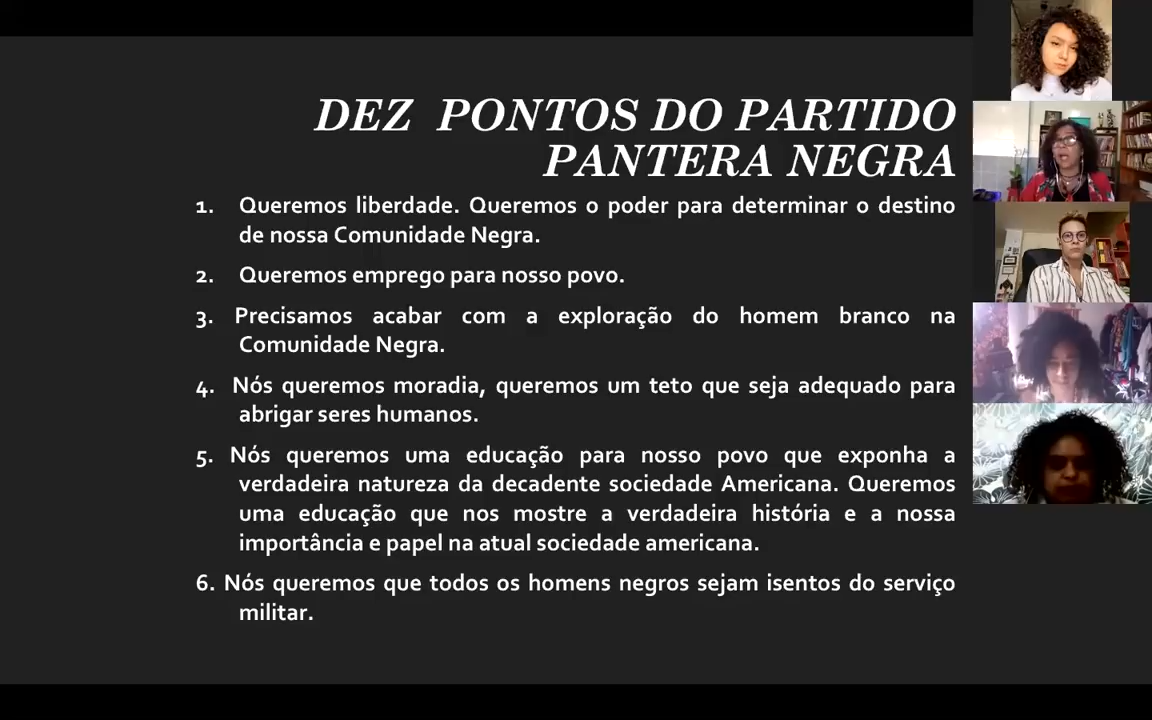 DEZ PONTOS DO PARTIDO
PANTERA NEGRA
1. Queremos liberdade. Queremos o poder para determinar o destino
de nossa Comunidade Negra.
2. Queremos emprego para nosso povo.
3. Precisamos acabar com a exploração do homem branco na
Comunidade Negra.
4. Nós queremos moradia, queremos um teto que seja adequado para
abrigar seres humanos.
5. Nós queremos uma educação para nosso povo que exponha a
verdadeira natureza da decadente sociedade Americana. Queremos
uma educação que nos mostre a verdadeira história e a nossa
importância e papel na atual sociedade americana.
6. Nós queremos que todos os homens negros sejam isentos do serviço
militar.